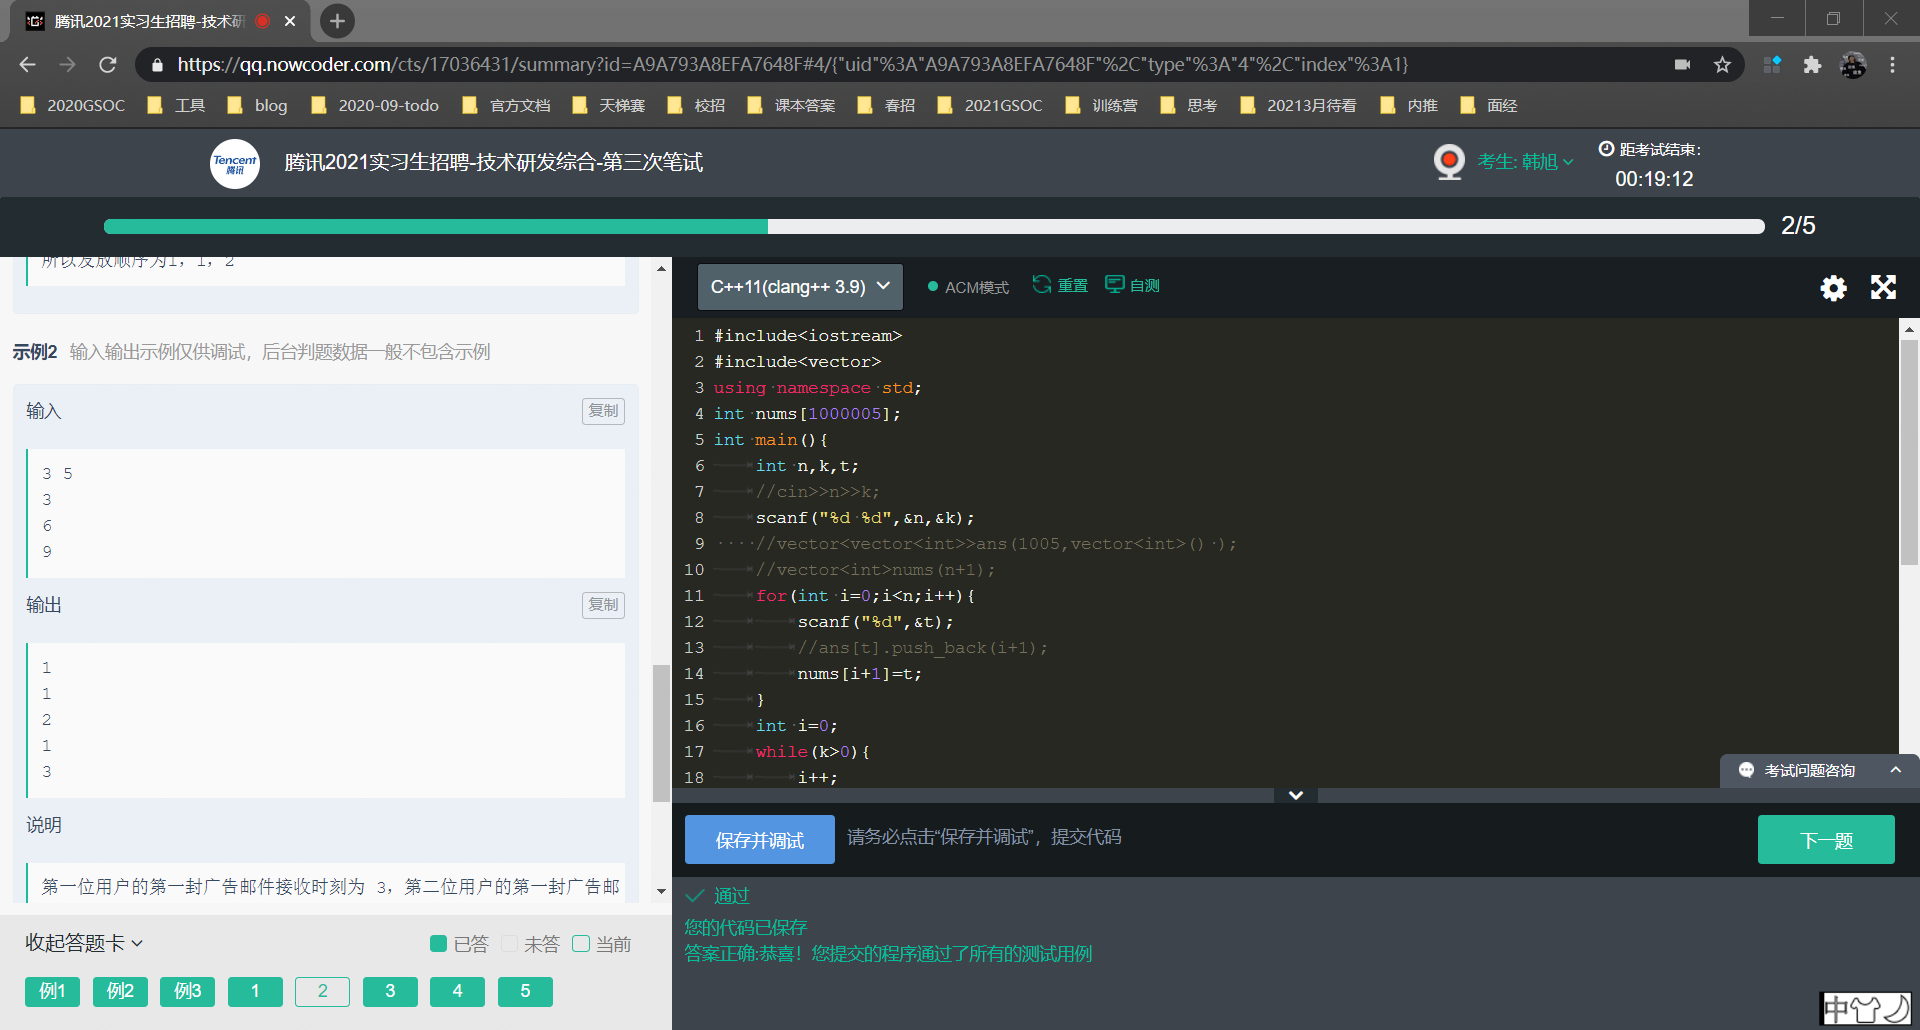 腾讯2021实习生招聘-技术研
https://qq.nowcoder.com/cts/17036431/summary?id=A9A793A8EFA7648F#4/{"uid"%3A"A9A793A8EFA7648F"%2C"type"%3A"4"%2C"index"%3A1}
2020GSOC 工具 blog 2020-09-todo 官方文档 天梯赛 校招 课本答案 春招 2021GSOC 训练营 思考 20213月待看 内推 面经
Tencent 腾讯 腾讯2021实习生招聘-技术研发综合-第三次笔试 考生: 韩旭 距考试结束:
00:19:12
2/5
所以发放顺序为1, 1, 2
示例2 输入输出示例仅供调试，后台判题数据一般不包含示例
输入 复制
3 5
3
6
9
输出 复制
1
1
2
1
3
说明
第一位用户的第一封广告邮件接收时刻为 3, 第二位用户的第一封广告邮
收起答题卡 已答 未答 当前
例1 例2 例3 1 2 3 4 5
C++11(clang++ 3.9) ACM模式 重置 自测
1 #include<iostream>
2 #include<vector>
3 using namespace std;
4 int nums[1000005];
5 int main(){
6 int n,k,t;
7 //cin>>n>>k;
8 scanf("%d %d",&n,&k);
9 //vector<vector<int>>ans(1005,vector<int>() );
10 //vector<int>nums(n+1);
11 for(int i=0;i<n;i++){
12 scanf("%d",&t);
13 //ans[t].push_back(i+1);
14 nums[i+1]=t;
15 }
16 int i=0;
17 while(k>0){
18 i++;
考试问题咨询
保存并调试 请务必点击“保存并调试”，提交代码 下一题
通过
您的代码已保存
答案正确:恭喜！您提交的程序通过了所有的测试用例
中